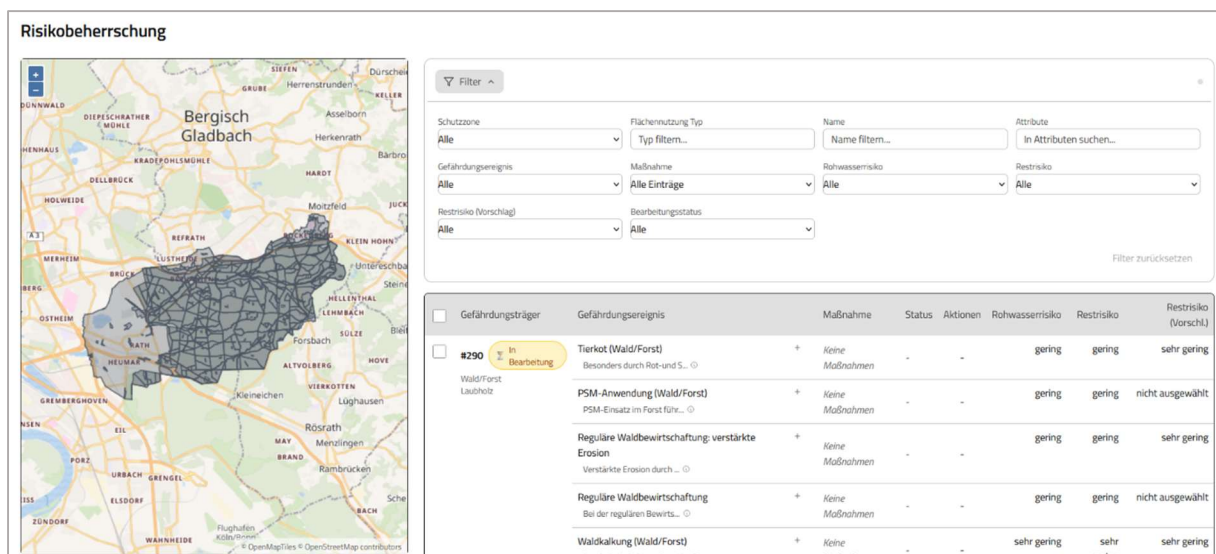 Risikobeherrschung
+
−
SIEFEN
Dürschei
GRUBE
Herrenstrunden
KELLER
DÜNNWALD
DIEPESCHRATHER
MÜHLE
Bergisch
Gladbach
Asselborn
Herkenrath
HENHAUS
KRADEPOHLSMÜHLE
Bärbro
HARDT
DELLBRÜCK
HOLWEIDE
Moitzfeld
JUCK
A 3
REFRATH
KLEIN HOHN
MERHEIM
LUSTHEIDE
Untereschba
BRÜCK
BERG
Steine
HELLENTHAL
OSTHEIM
LEHMBACH
SÜLZE
Forsbach
RATH
HEUMAR
HOVE
ALTVOLBERG
VIERKOTTEN
Kleineichen
Lüghausen
GREMBERGHOVEN
NSEN
EIL
Rösrath
MAY
Menzlingen
PORZ
BRAND
Rambrücken
URBACH
GRENGEL
ISS
ELSDORF
Sche
BACH
ZÜNDORF
Flughafen
Köln/Bonn
WAHNHEIDE
© OpenMapTiles © OpenStreetMap contributors
Filter
Schutzzone
Flächennutzung Typ
Name
Attribute
Alle
Typ filtern...
Name filtern...
In Attributen suchen...
Gefährdungsereignis
Maßnahme
Rohwasserrisiko
Restrisiko
Alle
Alle Einträge
Alle
Alle
Restrisiko (Vorschlag)
Bearbeitungsstatus
Alle
Alle
Filter zurücksetzen
Gefährdungsträger Gefährdungsereignis Maßnahme Status Aktionen Rohwasserrisiko Restrisiko Restrisiko
(Vorschl.)
#290 In
Bearbeitung
Wald/Forst
Laubholz
Tierkot (Wald/Forst) + Keine
Maßnahmen - - gering gering sehr gering
Besonders durch Rot-und S...
PSM-Anwendung (Wald/Forst) + Keine
Maßnahmen - - gering gering nicht ausgewählt
PSM-Einsatz im Forst führ...
Reguläre Waldbewirtschaftung: verstärkte
Erosion + Keine
Maßnahmen - - gering gering sehr gering
Verstärkte Erosion durch ...
Reguläre Waldbewirtschaftung + Keine
Maßnahmen - - gering gering nicht ausgewählt
Bei der regulären Bewirts...
Waldkalkung (Wald/Forst) + Keine - - sehr gering sehr sehr gering